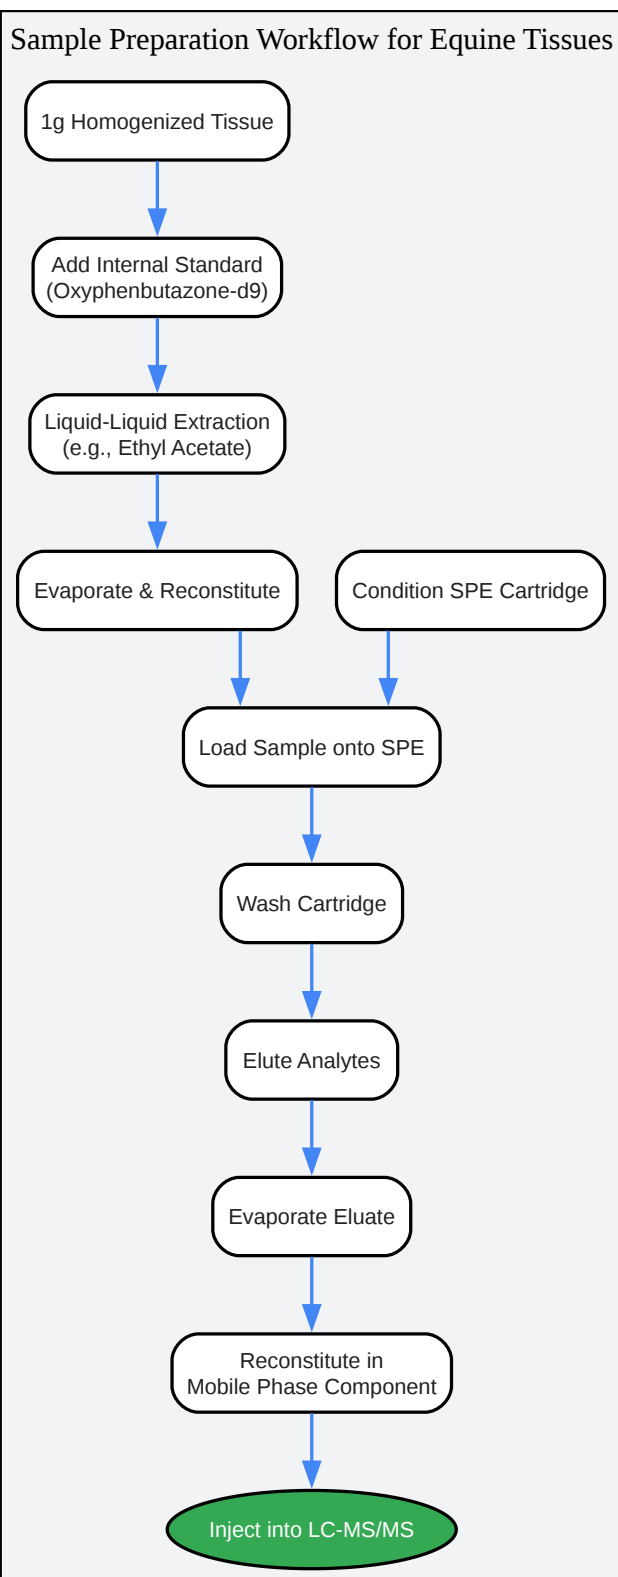 Sample Preparation Workflow for Equine Tissues
1g Homogenized Tissue
Add Internal Standard
(Oxyphenbutazone-d9)
Liquid-Liquid Extraction
(e.g., Ethyl Acetate)
Evaporate & Reconstitute
Condition SPE Cartridge
Load Sample onto SPE
Wash Cartridge
Elute Analytes
Evaporate Eluate
Reconstitute in
Mobile Phase Component
Inject into LC-MS/MS